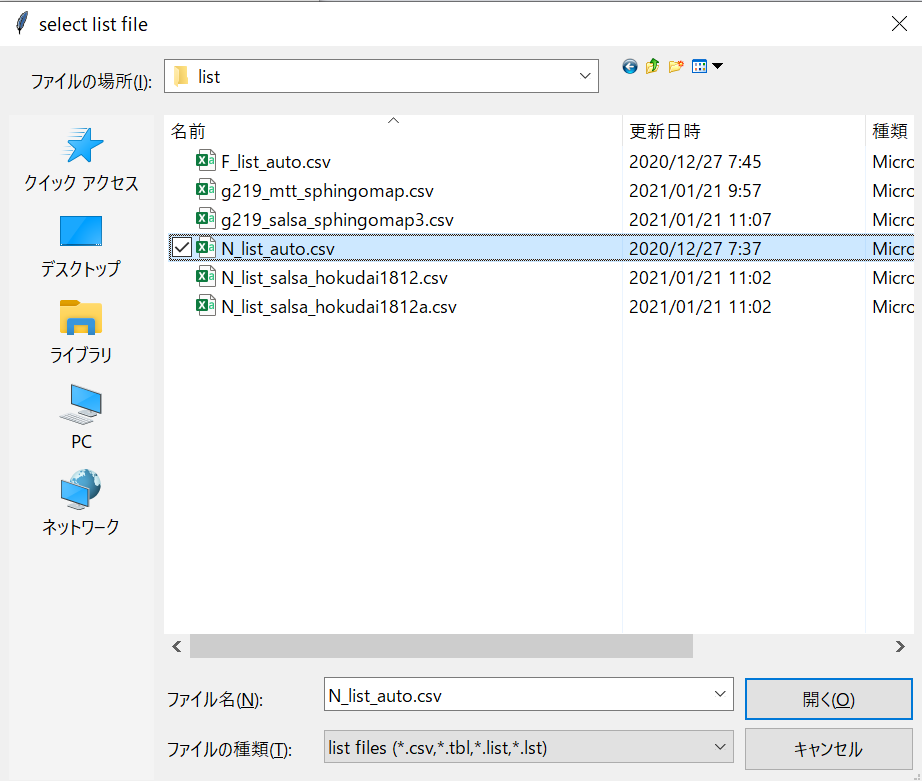 select list file
ファイルの場所(I):
list
クイック アクセス
デスクトップ
ライブラリ
PC
ネットワーク
名前 更新日時 種類
F_list_auto.csv 2020/12/27 7:45 Micro
g219_mtt_sphingomap.csv 2021/01/21 9:57 Micro
g219_salsa_sphingomap3.csv 2021/01/21 11:07 Micro
N_list_auto.csv 2020/12/27 7:37 Micro
N_list_salsa_hokudai1812.csv 2021/01/21 11:02 Micro
N_list_salsa_hokudai1812a.csv 2021/01/21 11:02 Micro
ファイル名(N): N_list_auto.csv 開く(O)
ファイルの種類(T): list files (*.csv,*.tbl,*.list,*.lst) キャンセル